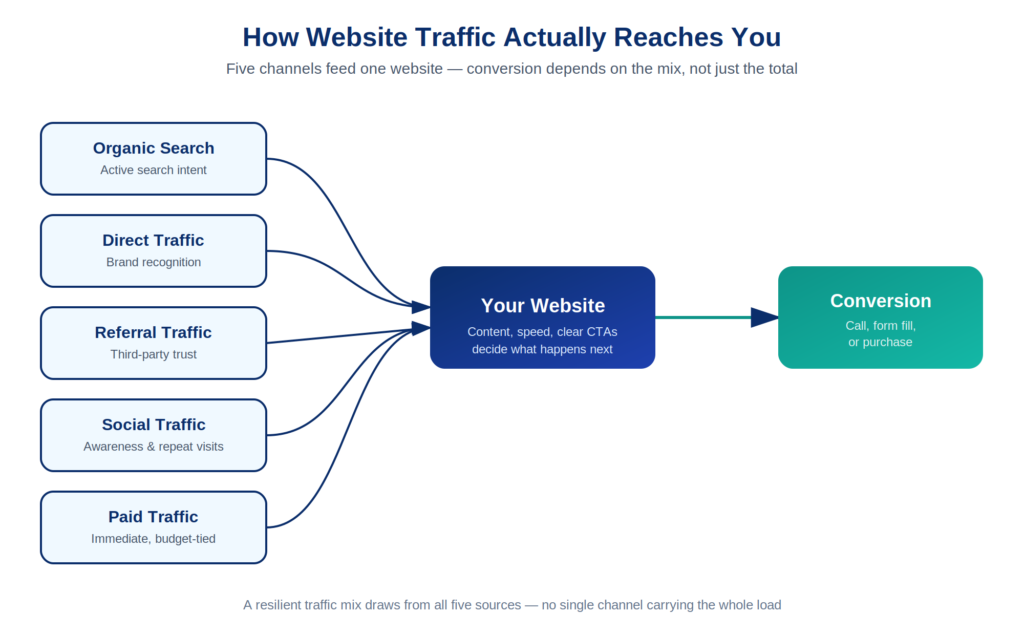 How Website Traffic Actually Reaches You
Five channels feed one website — conversion depends on the mix, not just the total
Organic Search
Active search intent
Direct Traffic
Brand recognition
Referral Traffic
Third-party trust
Social Traffic
Awareness & repeat visits
Paid Traffic
Immediate, budget-tied
Your Website
Content, speed, clear CTAs
decide what happens next
Conversion
Call, form fill,
or purchase
A resilient traffic mix draws from all five sources — no single channel carrying the whole load